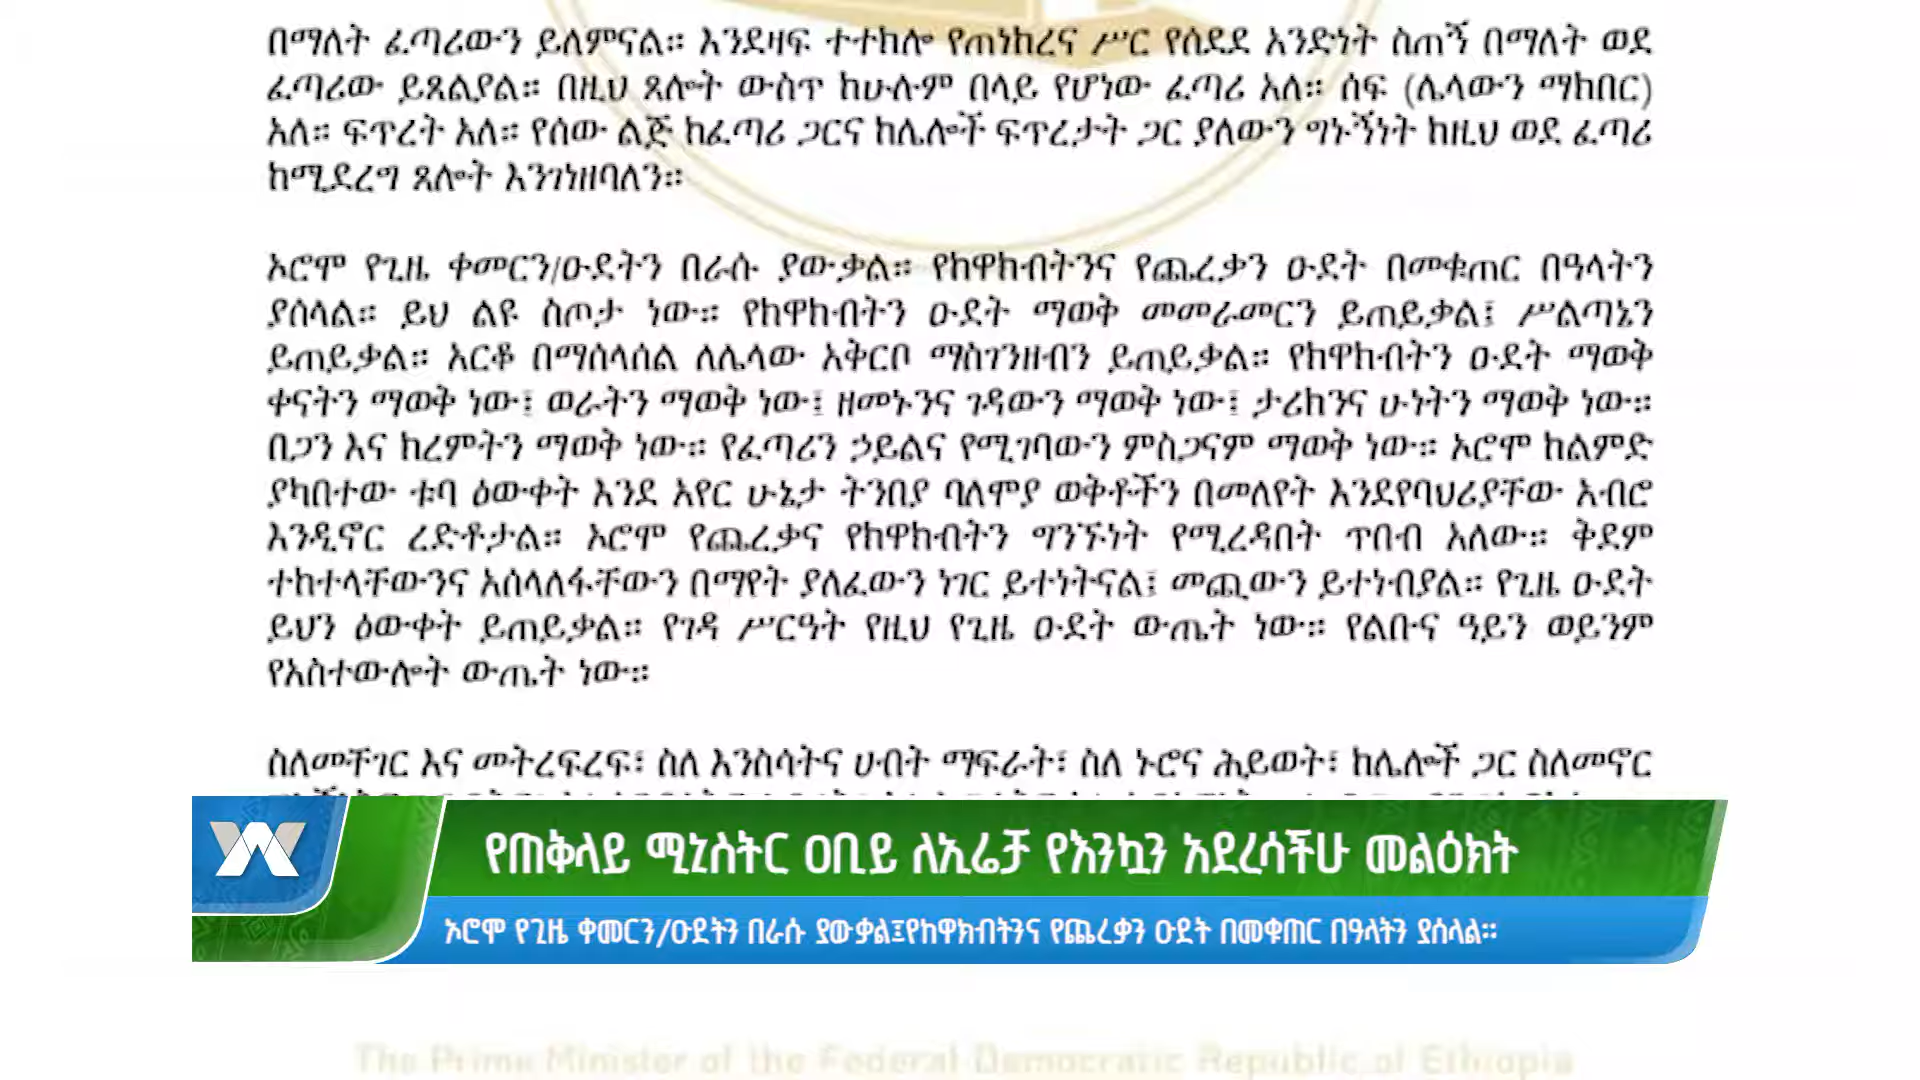 በማለት ፈጣሪውን ይለምናል። እንደዛፍ ተተክሎ የጠነከረና ሥር የሰደደ አንድነት ስጠኝ በማለት ወደ
ፈጣሪው ይጸልያል። በዚህ ጸሎት ውስጥ ከሁሉም በላይ የሆነው ፈጣሪ አለ። ሰፍ (ሌላውን ማክበር)
አለ። ፍጥረት አለ። የሰው ልጅ ከፈጣሪ ጋርና ከሌሎች ፍጥረታት ጋር ያለውን ግኑኝነት ከዚህ ወደ ፈጣሪ
ከሚደረግ ጸሎት እንገነዘባለን።
ኦሮሞ የጊዜ ቀመርን/ዑደትን በራሱ ያውቃል። የከዋክብትንና የጨረቃን ዑደት በመቁጠር በዓላትን
ያሰላል። ይህ ልዩ ስጦታ ነው። የከዋክብትን ዑደት ማወቅ መመራመርን ይጠይቃል፤ ሥልጣኔን
ይጠይቃል። አርቆ በማሰላሰል ለሌላው አቅርቦ ማስገንዘብን ይጠይቃል። የከዋክብትን ዑደት ማወቅ
ቀናትን ማወቅ ነው፤ ወራትን ማወቅ ነው፤ ዘመኑንና ገዳውን ማወቅ ነው፤ ታሪክንና ሁነትን ማወቅ ነው።
በጋን እና ክረምትን ማወቅ ነው። የፈጣሪን ኃይልና የሚገባውን ምስጋናም ማወቅ ነው። ኦሮሞ ከልምድ
ያካበተው ቱባ ዕውቀት እንደ አየር ሁኔታ ትንበያ ባለሞያ ወቅቶችን በመለየት እንደየባህሪያቸው አብሮ
እንዲኖር ረድቶታል። ኦሮሞ የጨረቃና የከዋክብትን ግንኙነት የሚረዳበት ጥበብ አለው። ቅደም
ተከተላቸውንና አሰላለፋቸውን በማየት ያለፈውን ነገር ይተነትናል፤ መጪውን ይተነብያል። የጊዜ ዑደት
ይህን ዕውቀት ይጠይቃል። የገዳ ሥርዓት የዚህ የጊዜ ዑደት ውጤት ነው። የልቡና ዓይን ወይንም
የአስተውሎት ውጤት ነው።
ስለመቸገር እና መትረፍረፍ፣ ስለ እንስሳትና ሀብት ማፍራት፣ ስለ ኑሮና ሕይወት፣ ከሌሎች ጋር ስለመኖር
የጠቅላይ ሚኒስትር ዐቢይ ለኢሬቻ የእንኳን አደረሳችሁ መልዕክት
ኦሮሞ የጊዜ ቀመርን/ዑደትን በራሱ ያውቃል፤የከዋክብትንና የጨረቃን ዑደት በመቁጠር በዓላትን ያሰላል።
The Prime Minister of the Federal Democratic Republic of Ethiopia